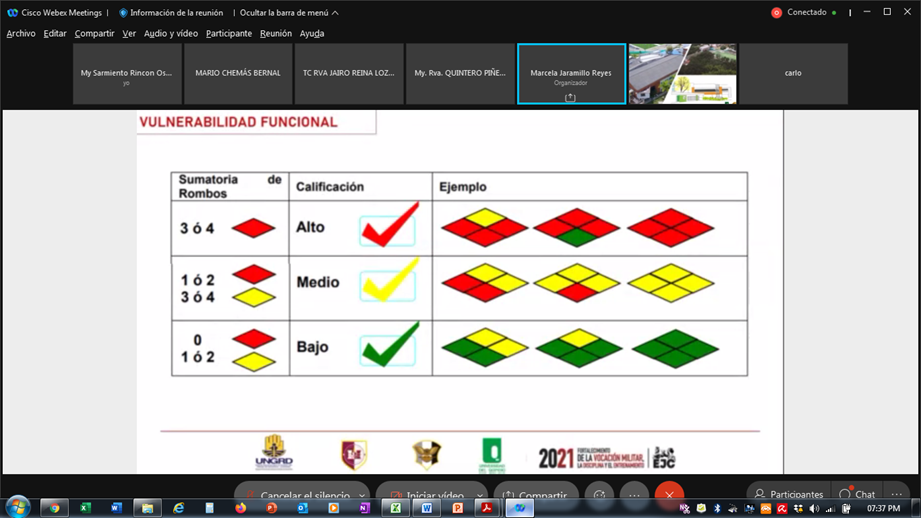 Cisco Webex Meetings
Información de la reunión
Ocultar la barra de menú
Conectado
Archivo Editar Compartir Ver Audio y vídeo Participante Reunión Ayuda
My Sarmiento Rincon Os...
yo
MARIO CHEMÁS BERNAL
TC RVA JAIRO REINA LOZ...
My. Rva. QUINTERO PIÑE...
Marcela Jaramillo Reyes
Organizador
carlo
VULNERABILIDAD FUNCIONAL
Sumatoria de
Rombos
Calificación
Ejemplo
3 ó 4
Alto
1 ó 2
3 ó 4
Medio
0
1 ó 2
Bajo
UNGRD
2021 FORTALECIMIENTO
DE LA VOCACIÓN MILITAR,
LA DISCIPLINA Y EL ENTRENAMIENTO
Cancelar el silencio
Iniciar vídeo
Compartir
Participantes
Chat
07:37 PM